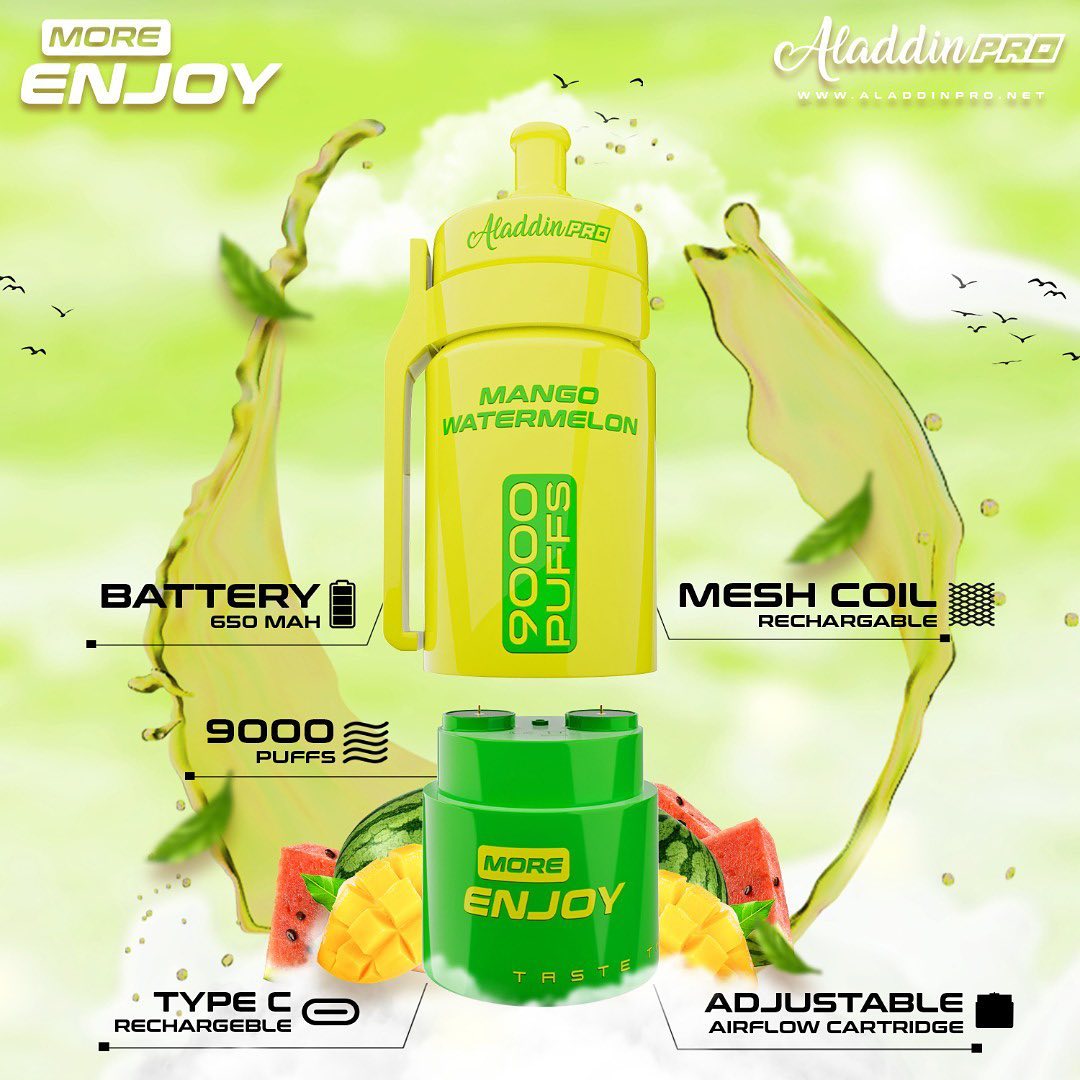 MORE
ENJOY
AladdinPRO
WWW.ALADDINPRO.NET
AladdinPRO
MANGO
WATERMELON
9000
PUFFS
BATTERY
650 MAH
MESH COIL
RECHARGABLE
9000
PUFFS
MORE
ENJOY
TASTE
TYPE C
RECHARGEBLE
ADJUSTABLE
AIRFLOW CARTRIDGE